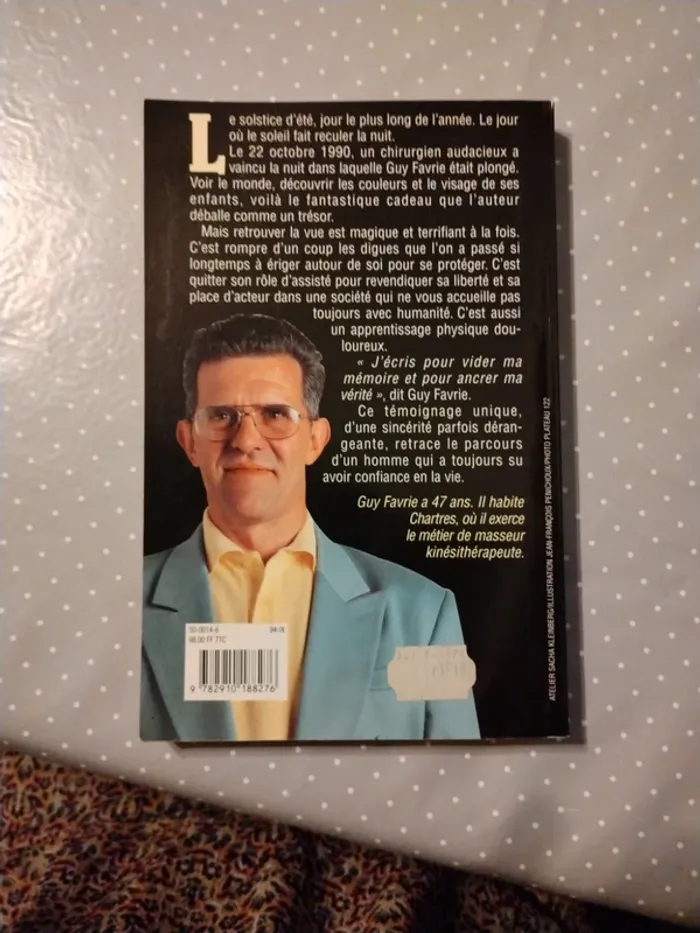 Le solstice d'été, jour le plus long de l'année. Le jour
où le soleil fait reculer la nuit.
Le 22 octobre 1990, un chirurgien audacieux a
vaincu la nuit dans laquelle Guy Favrie était plongé.
Voir le monde, découvrir les couleurs et le visage de ses
enfants, voilà le fantastique cadeau que l'auteur
déballe comme un trésor.
Mais retrouver la vue est magique et terrifiant à la fois.
C'est rompre d'un coup les digues que l'on a passé si
longtemps à ériger autour de soi pour se protéger. C'est
quitter son rôle d'assisté pour revendiquer sa liberté et sa
place d'acteur dans une société qui ne vous accueille pas
toujours avec humanité. C'est aussi
un apprentissage physique dou-
loureux.
« J'écris pour vider ma
mémoire et pour ancrer ma
vérité », dit Guy Favrie.
Ce témoignage unique,
d'une sincérité parfois déran-
geante, retrace le parcours
d'un homme qui a toujours su
avoir confiance en la vie.
Guy Favrie a 47 ans. Il habite
Chartres, où il exerce
le métier de masseur
kinésithérapeute.
ATELIER SACHA KLEINBERG/ILLUSTRATION JEAN-FRANÇOIS PENICHOUX/PHOTO PLATEAU 122
50-0014-6 94-IX
98.00 FF TTC
9 782910 188276